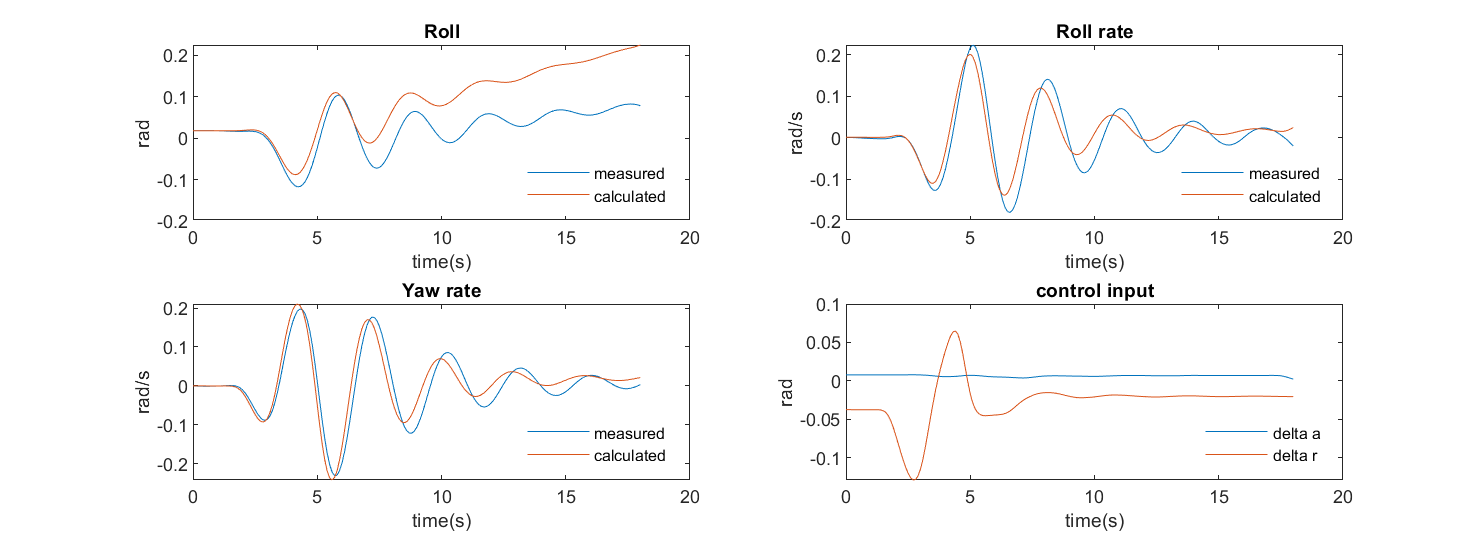 Roll
0.2
0.1
0
-0.1
-0.2
rad
measured
calculated
0 5 10 15 20
time(s)
Roll rate
0.2
0.1
0
-0.1
-0.2
rad/s
measured
calculated
0 5 10 15 20
time(s)
Yaw rate
0.2
0.1
0
-0.1
-0.2
rad/s
measured
calculated
0 5 10 15 20
time(s)
control input
0.1
0.05
0
-0.05
-0.1
rad
delta a
delta r
0 5 10 15 20
time(s)